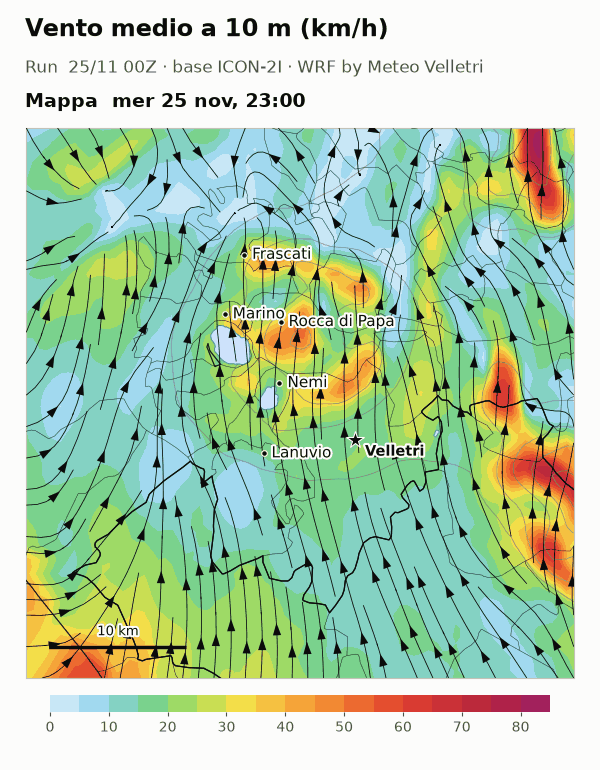 Vento medio a 10 m (km/h)
Run  25/11 00Z · base ICON-2I · WRF by Meteo Velletri
Mappa  mer 25 nov, 23:00
Frascati
Marino
Rocca di Papa
Nemi
Velletri
Lanuvio
10 km
0 10 20 30 40 50 60 70 80